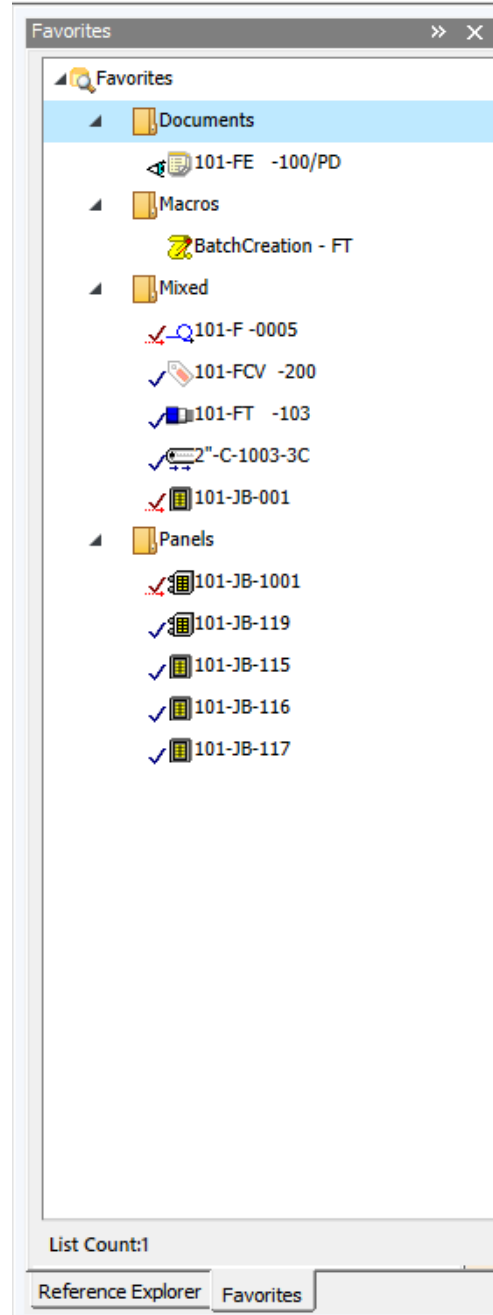 Favorites
Favorites
Documents
101-FE -100/PD
Macros
BatchCreation - FT
Mixed
101-F -0005
101-FCV -200
101-FT -103
2"-C-1003-3C
101-JB-001
Panels
101-JB-1001
101-JB-119
101-JB-115
101-JB-116
101-JB-117
List Count:1
Reference Explorer Favorites